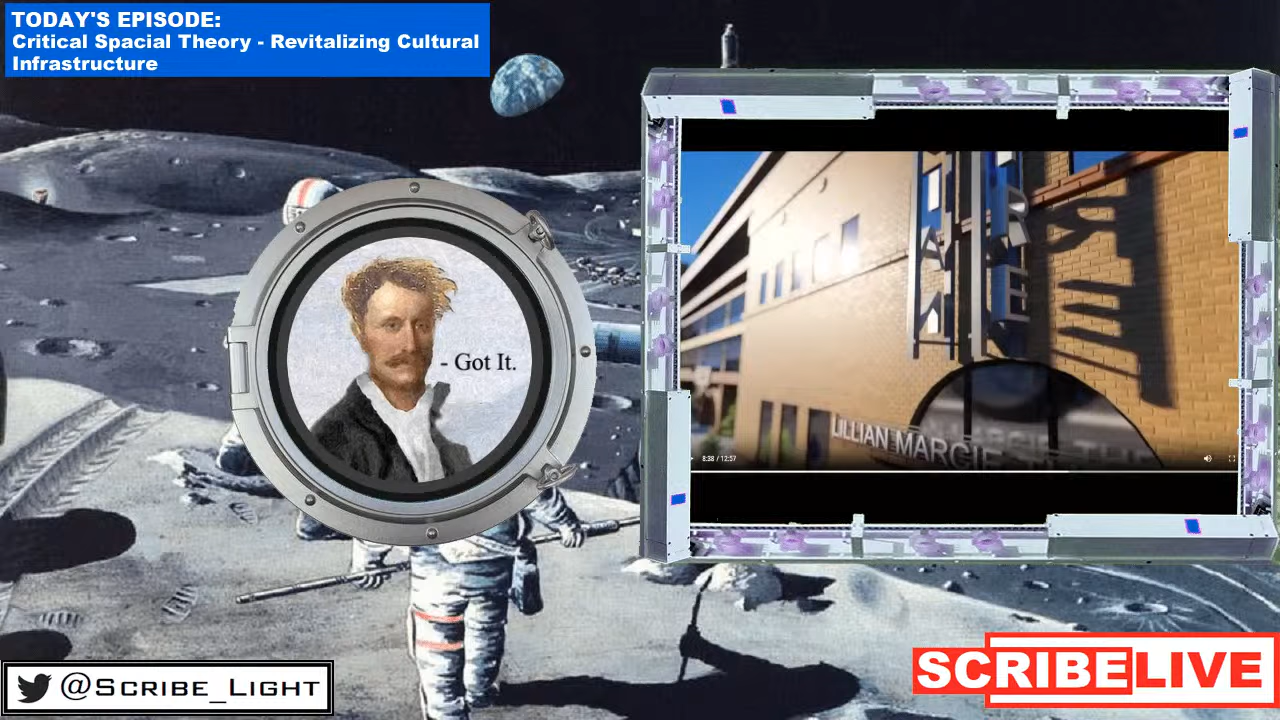 TODAY'S EPISODE:
Critical Spacial Theory - Revitalizing Cultural
Infrastructure
- Got It.
LILLIAN MARGIE
8:38 / 12:57
@SCRIBE_LIGHT
SCRIBELIVE